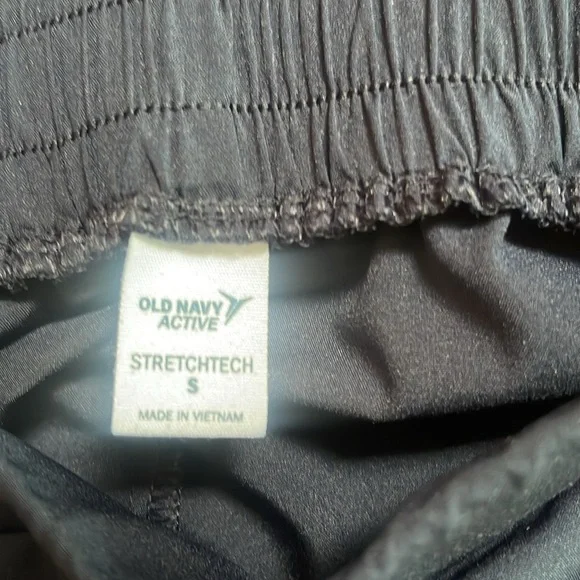 OLD NAVY
ACTIVE
STRETCHTECH
S
MADE IN VIETNAM